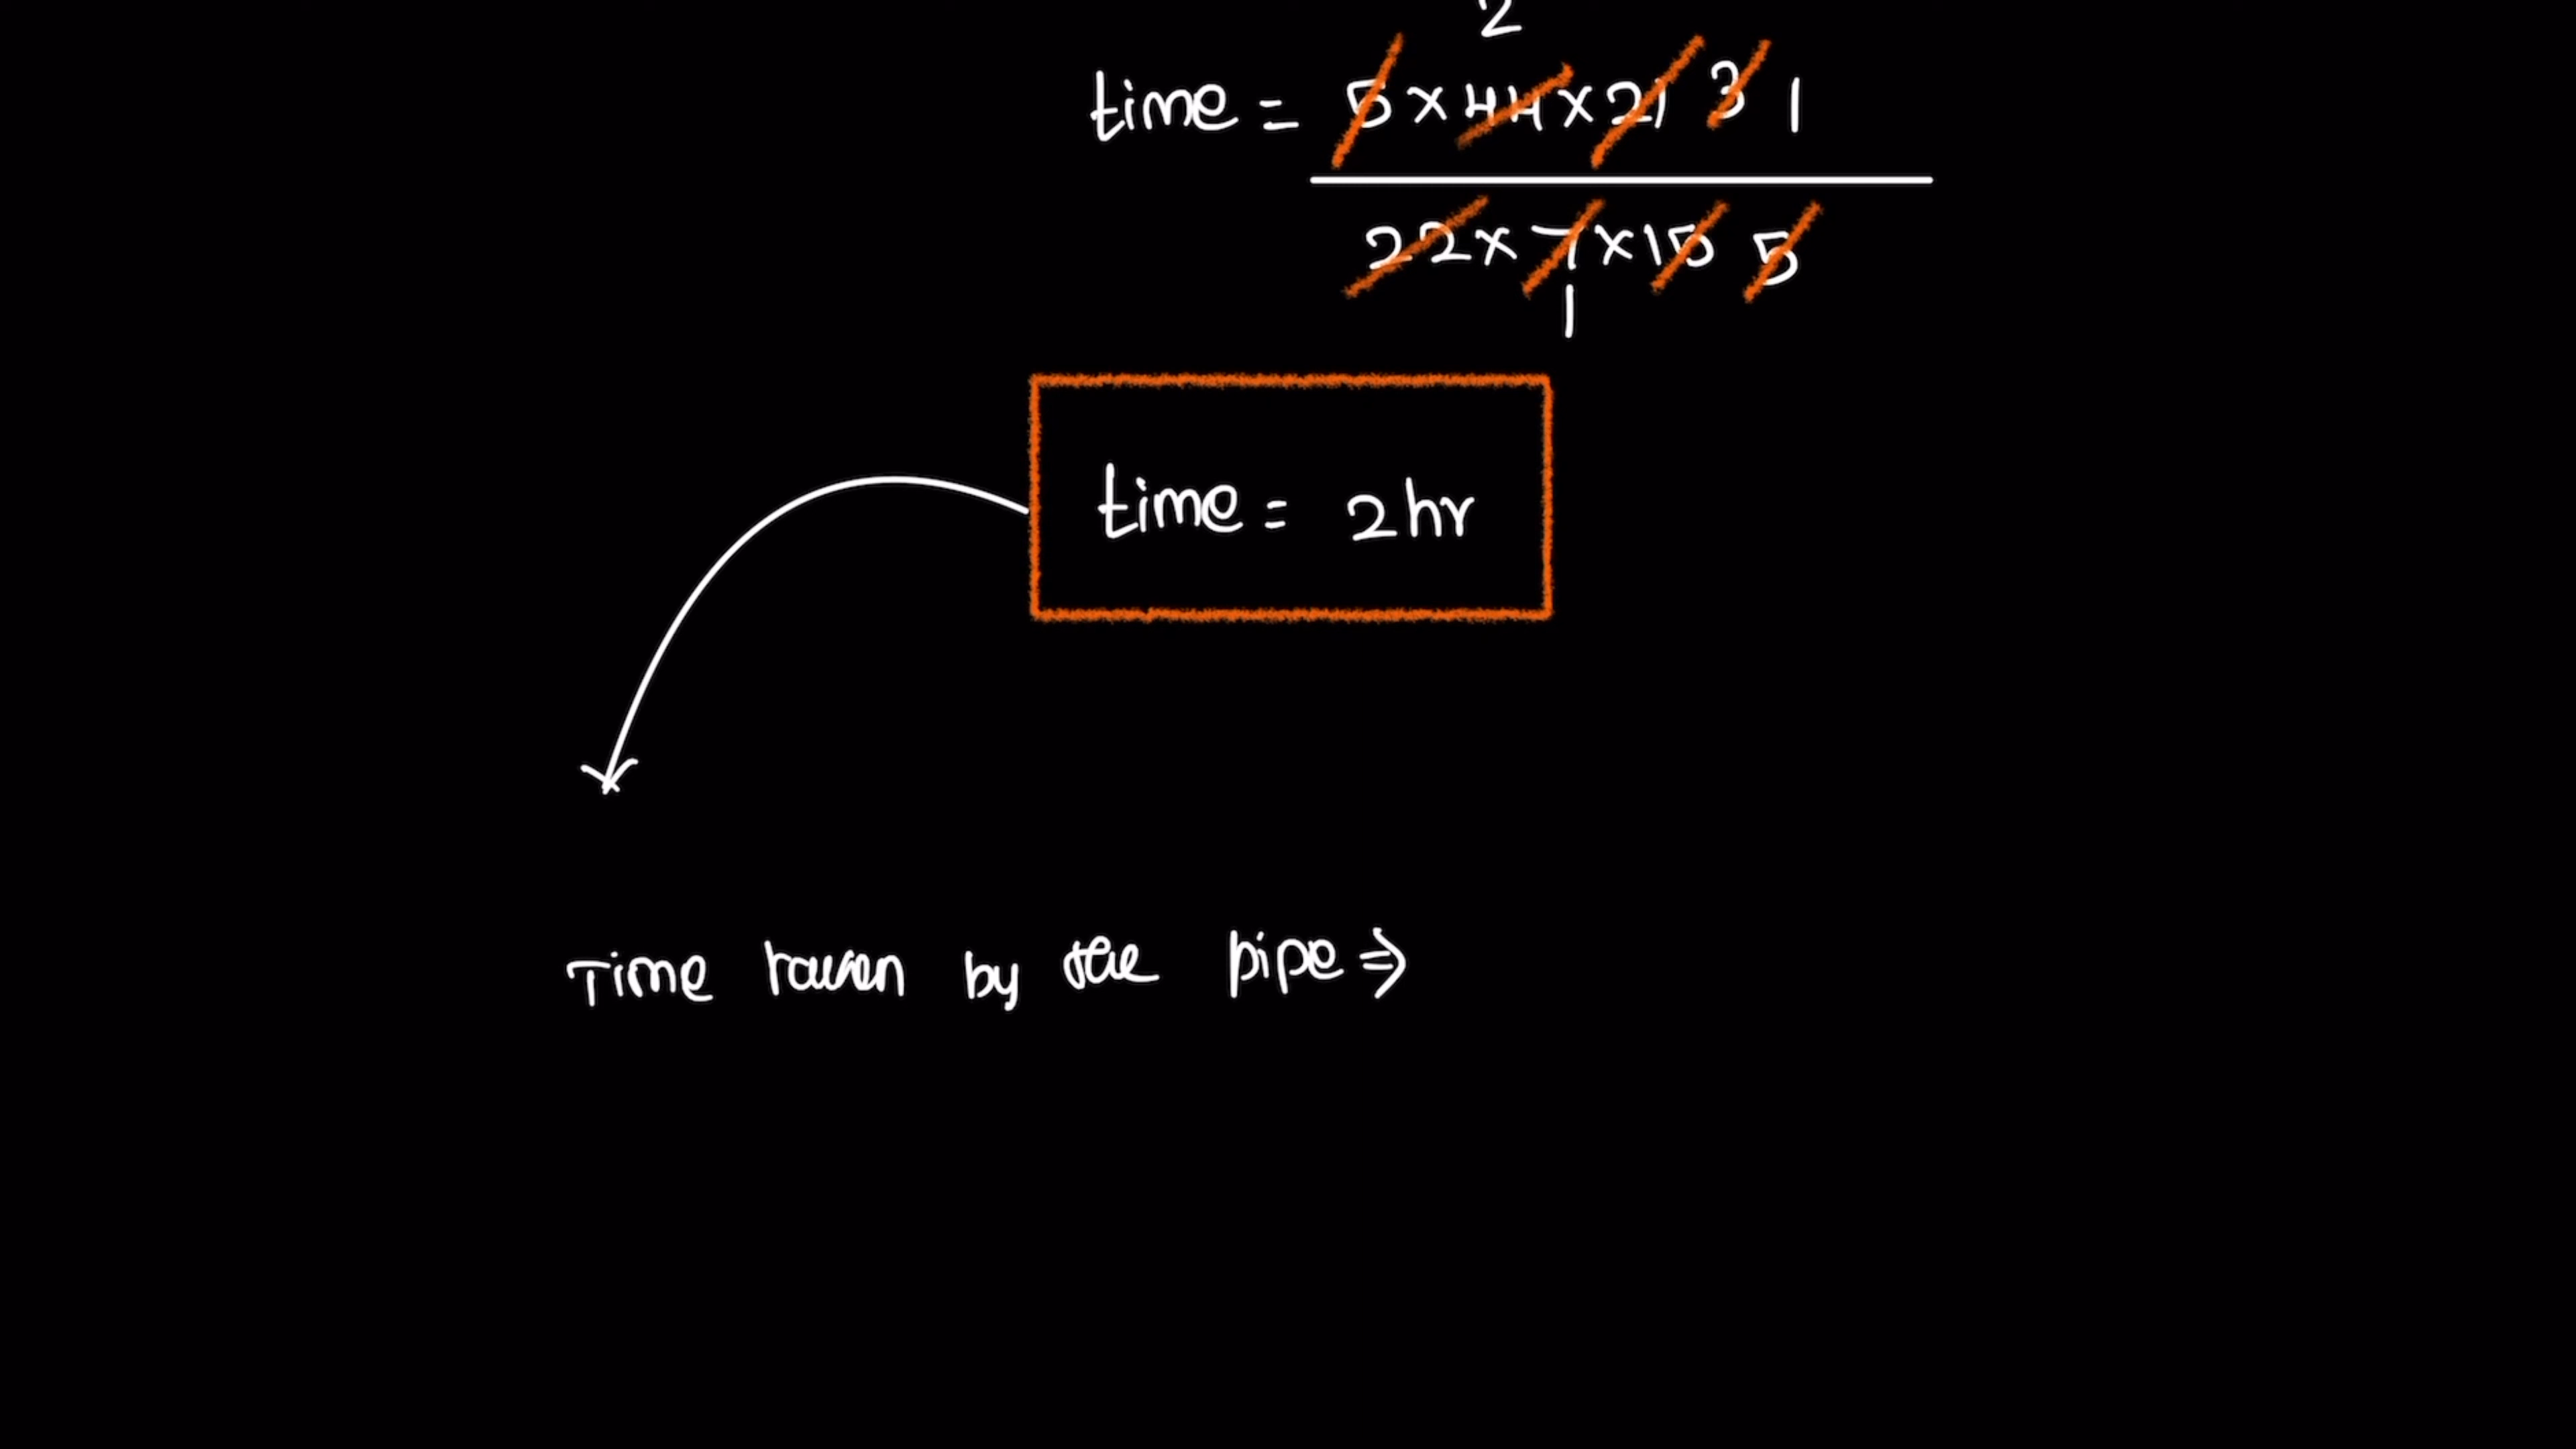 2
time = 5 x 44 x 21 3 1
22 x 7 x 15 5
1
time = 2 hr
Time taken by the pipe ⇒